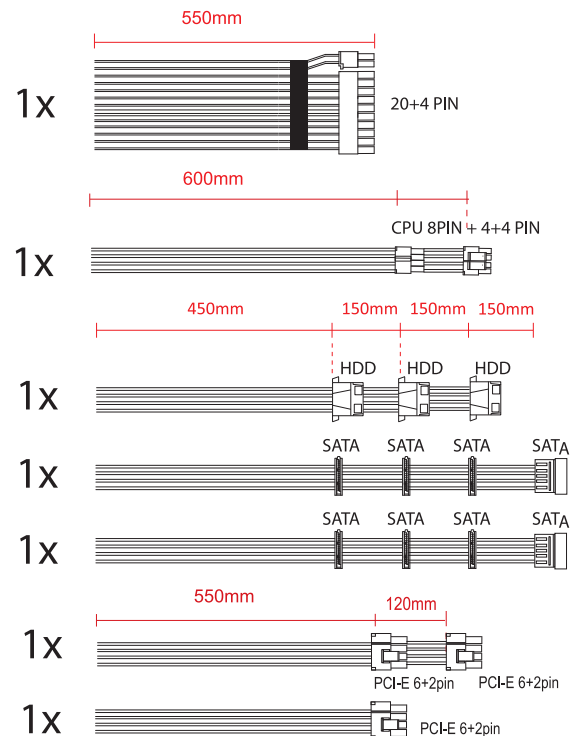 550mm
1x
20+4 PIN
600mm
CPU 8PIN + 4+4 PIN
1x
450mm 150mm 150mm 150mm
HDD HDD HDD
1x
SATA SATA SATA SATA
1x
SATA SATA SATA SATA
1x
550mm 120mm
1x
PCI-E 6+2pin PCI-E 6+2pin
1x
PCI-E 6+2pin